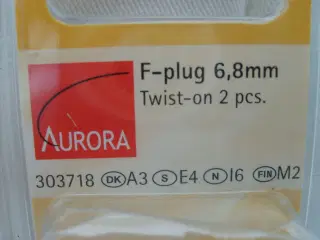 F-plug 6,8mm
Twist-on 2 pcs.
AURORA
303718 DK A3 S E4 N I6 FIN M2